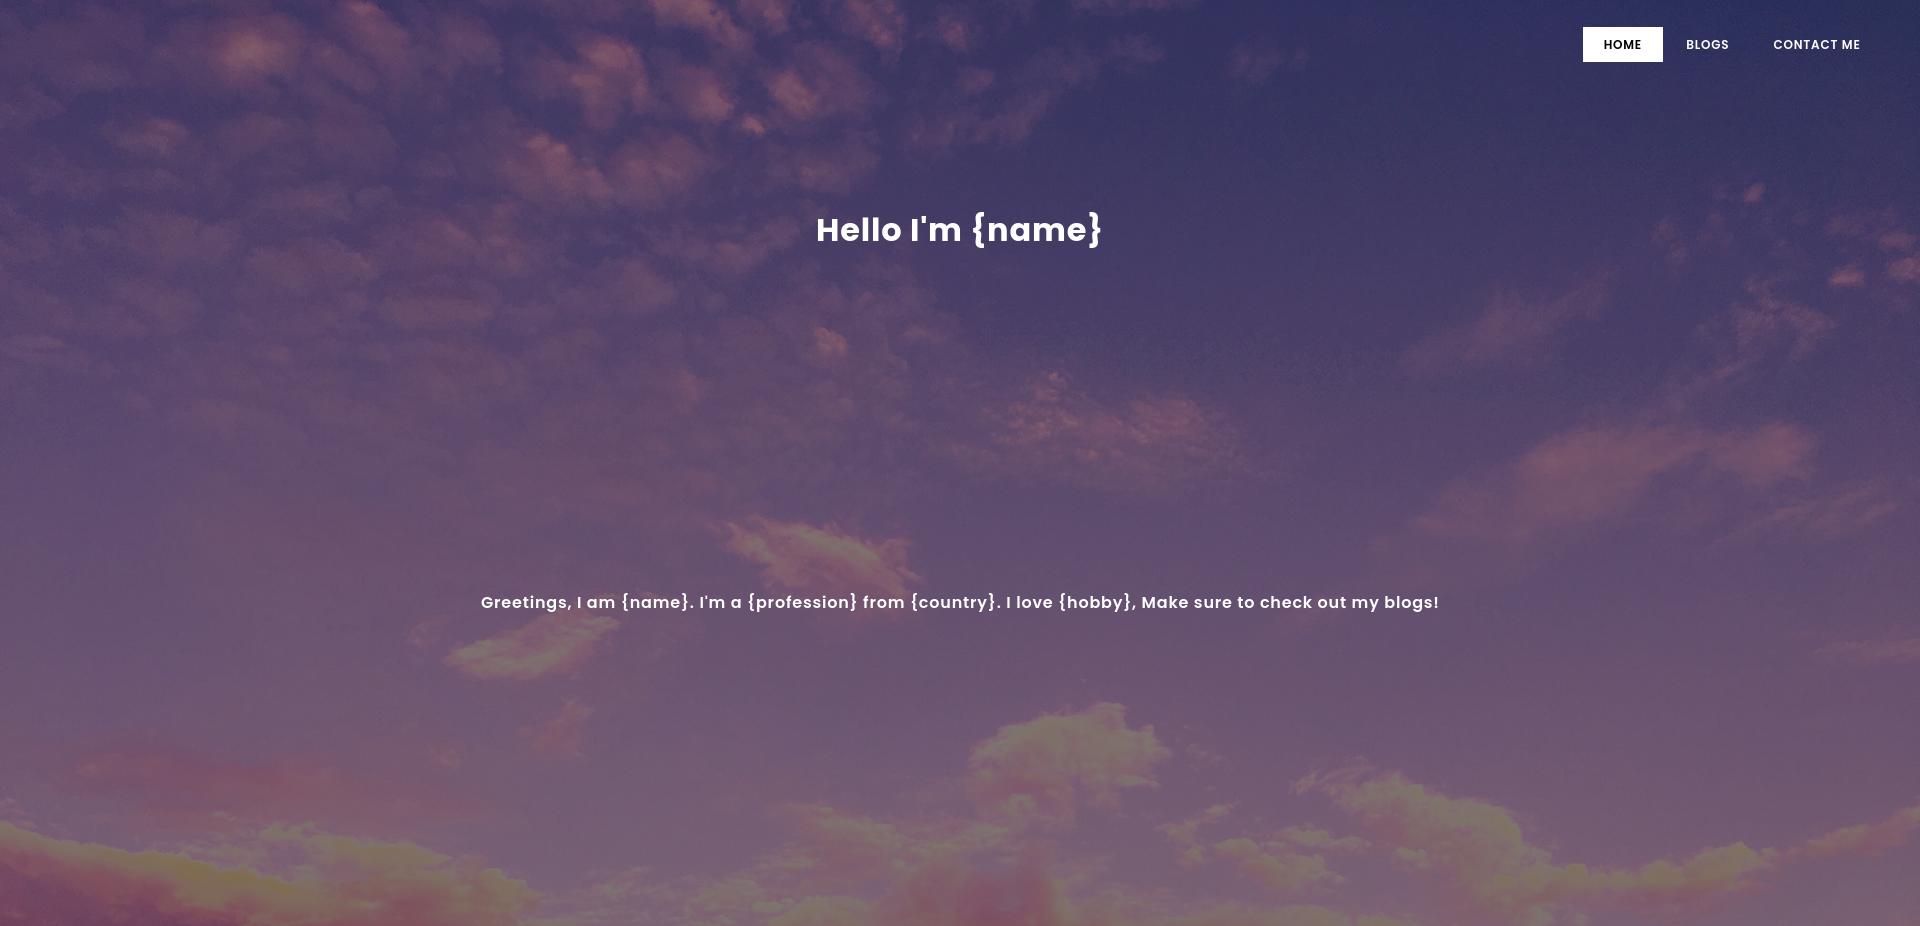 HOME BLOGS CONTACT ME
Hello I'm {name}
Greetings, I am {name}. I'm a {profession} from {country}. I love {hobby}, Make sure to check out my blogs!